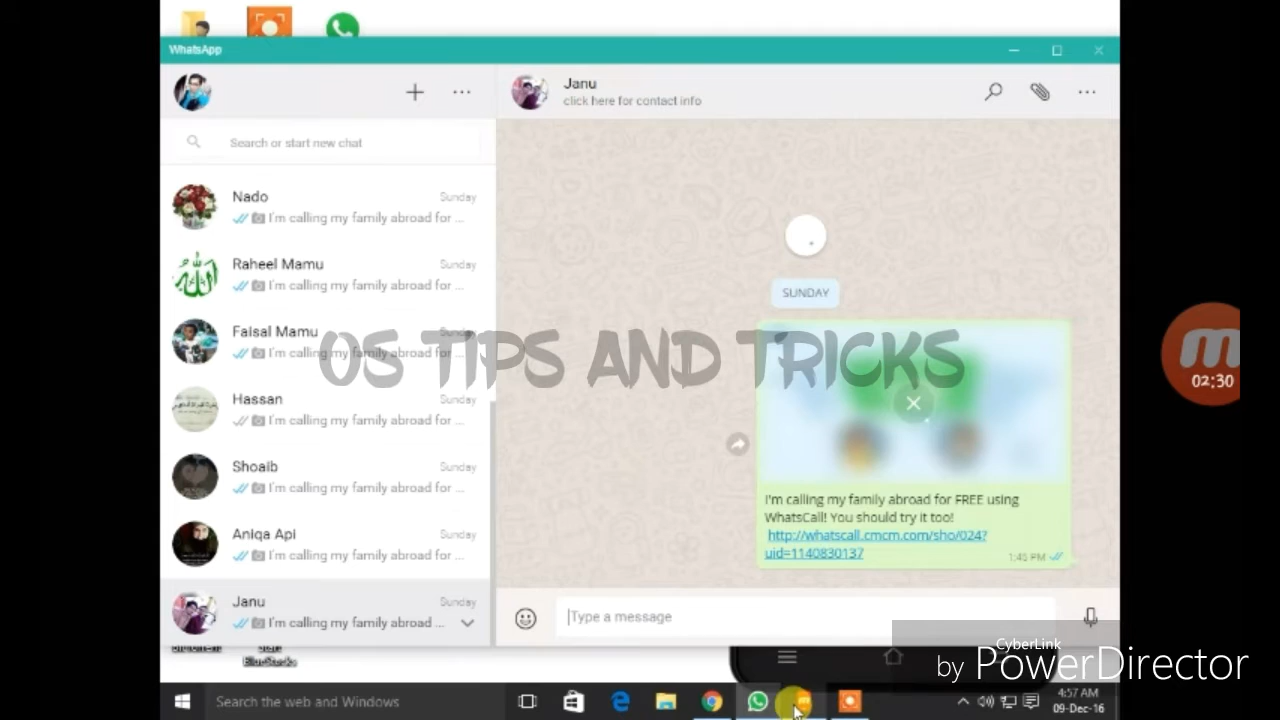 WhatsApp
Janu
click here for contact info
Search or start new chat
Nado
Sunday
I'm calling my family abroad for ...
Raheel Mamu
Sunday
I'm calling my family abroad for ...
Faisal Mamu
Sunday
I'm calling my family abroad for ...
Hassan
Sunday
I'm calling my family abroad for ...
Shoaib
Sunday
I'm calling my family abroad for ...
Aniqa Api
Sunday
I'm calling my family abroad for ...
Janu
Sunday
I'm calling my family abroad ...
SUNDAY
I'm calling my family abroad for FREE using
WhatsCall! You should try it too!
http://whatscall.cmcm.com/sho/024?
uid=1140830137
1:45 PM
Type a message
OS TIPS AND TRICKS
02:30
CyberLink
by PowerDirector
Start
BlueStacks
Search the web and Windows
4:57 AM
09-Dec-16